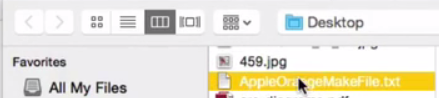 Desktop
Favorites
459.jpg
All My Files
AppleOrangeMakeFile.txt